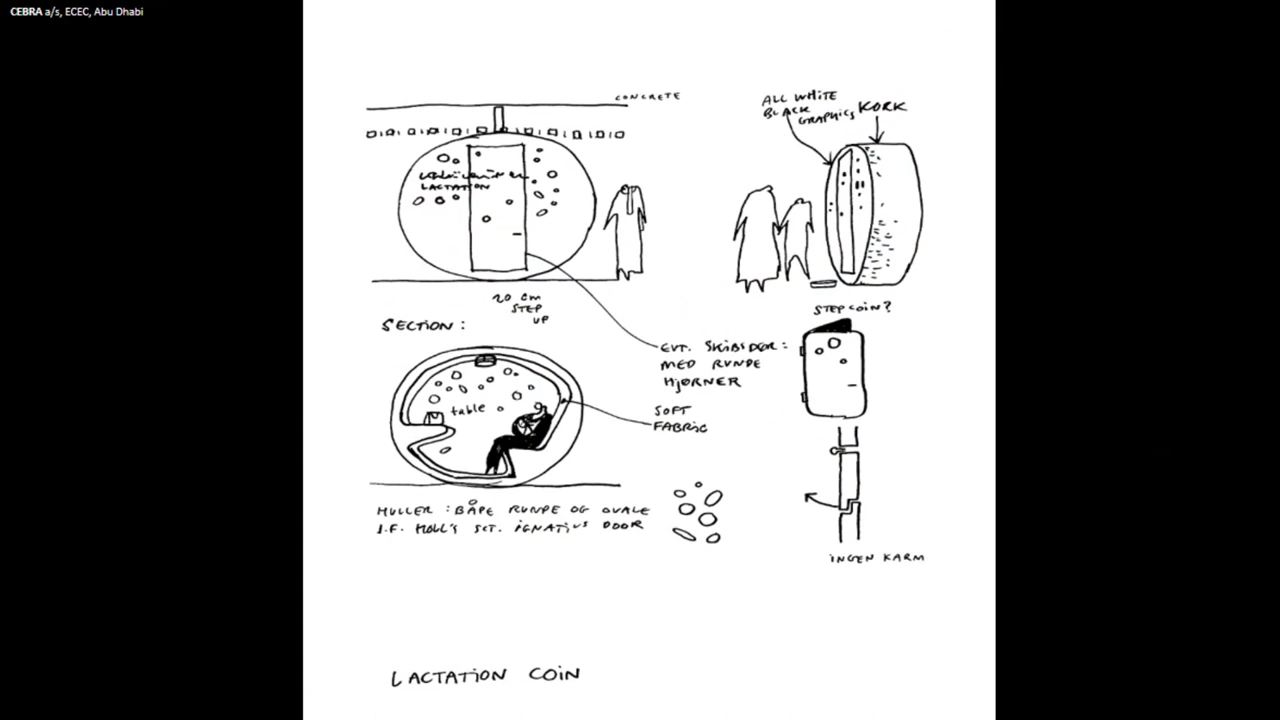 CEBRA a/s, ECEC, Abu Dhabi
CONCRETE
ALL WHITE
BLACK
GRAPHICS
KORK
LACTATION
20 cm
STEP
UP
STEP COIN?
SECTION:
EVT. SKIBSDØR:
MED RUNDE
HJØRNER
table
SOFT
FABRIC
HULLER: BÅDE RUNDE OG OVALE
J.F. HOLL'S SCT. IGNATIUS DOOR
INGEN KARM
LACTATION COIN